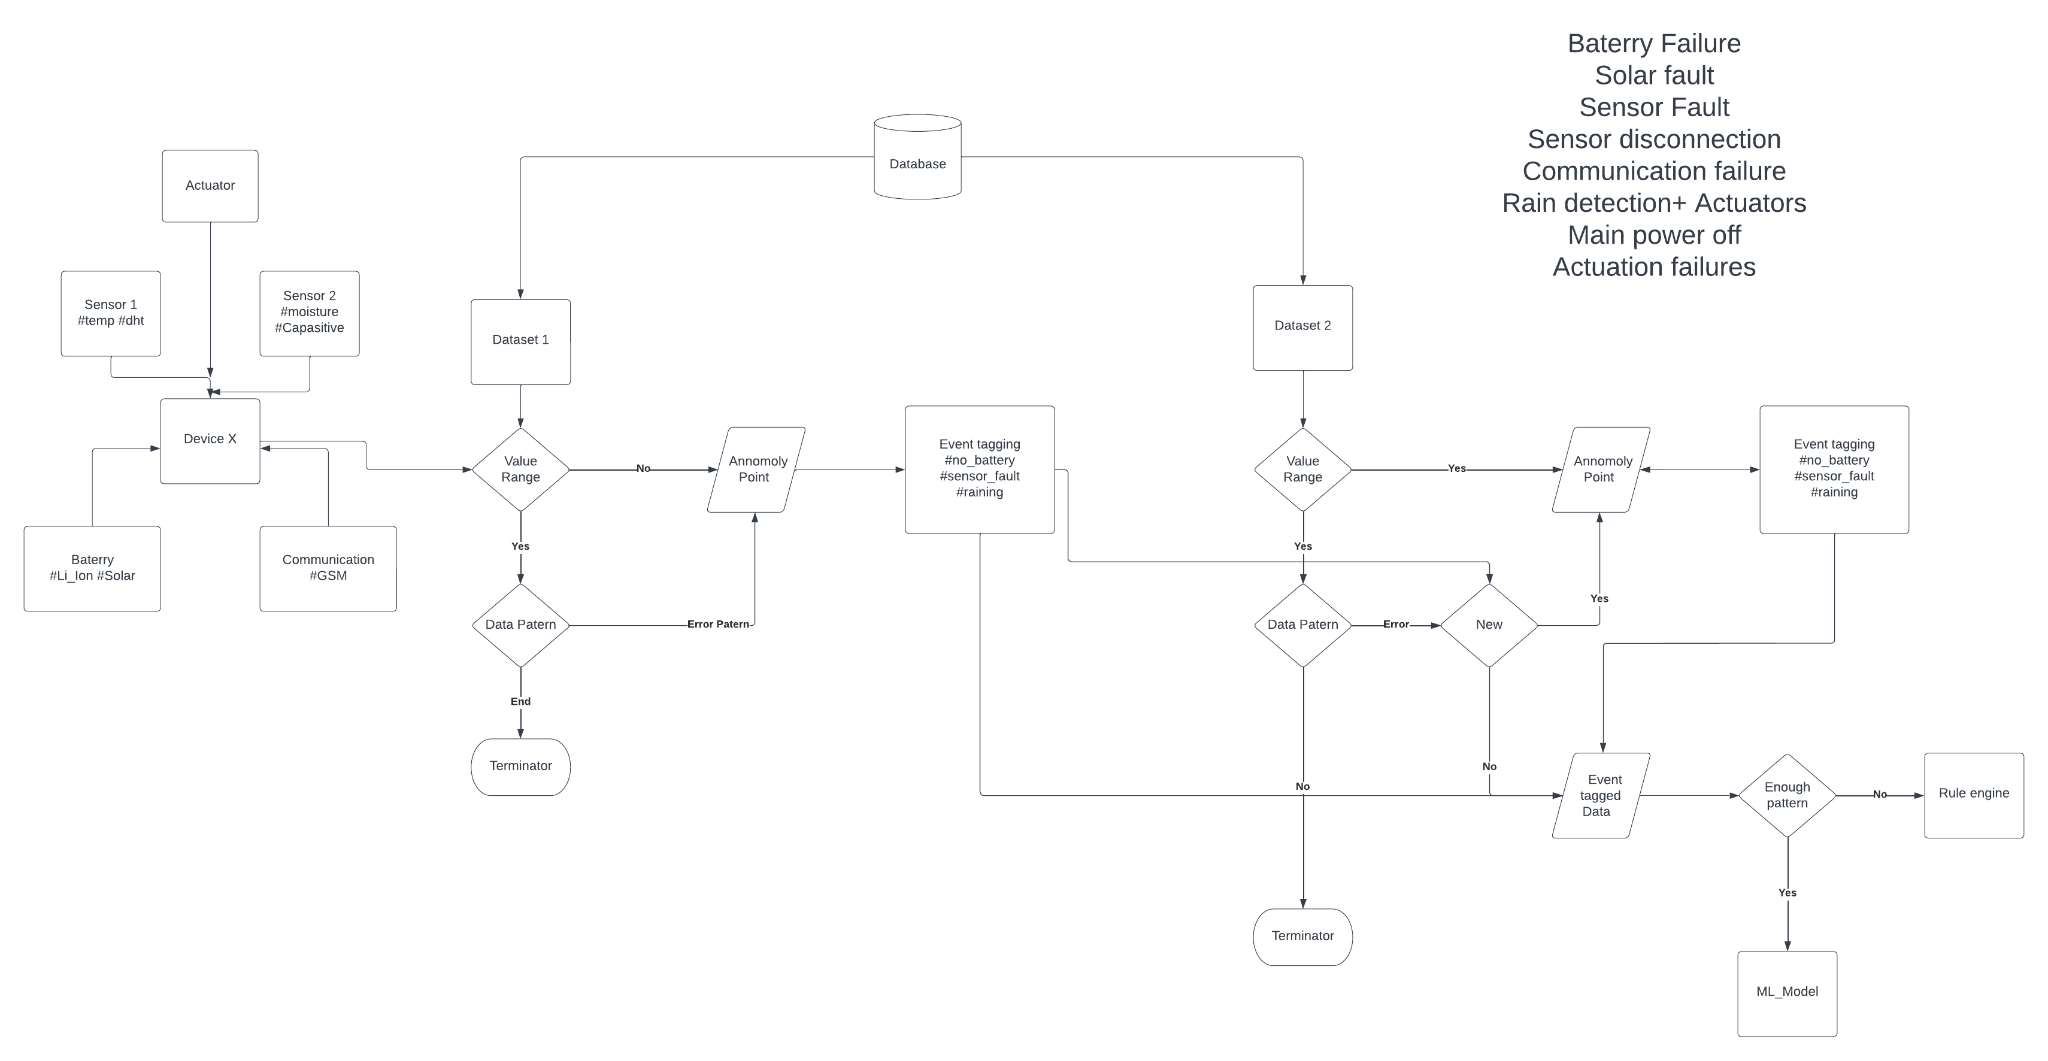 Baterry Failure
Solar fault
Sensor Fault
Sensor disconnection
Communication failure
Rain detection+ Actuators
Main power off
Actuation failures
Database
Actuator
Sensor 1
#temp #dht
Sensor 2
#moisture
#Capasitive
Dataset 1
Dataset 2
Device X
Value
Range
No
Annomoly
Point
Event tagging
#no_battery
#sensor_fault
#raining
Value
Range
Yes
Annomoly
Point
Event tagging
#no_battery
#sensor_fault
#raining
Baterry
#Li_Ion #Solar
Communication
#GSM
Yes
Yes
Yes
Data Patern
Error Patern
Data Patern
Error
New
End
Terminator
No
No
Event
tagged
Data
Enough
pattern
No
Rule engine
Yes
Terminator
ML_Model